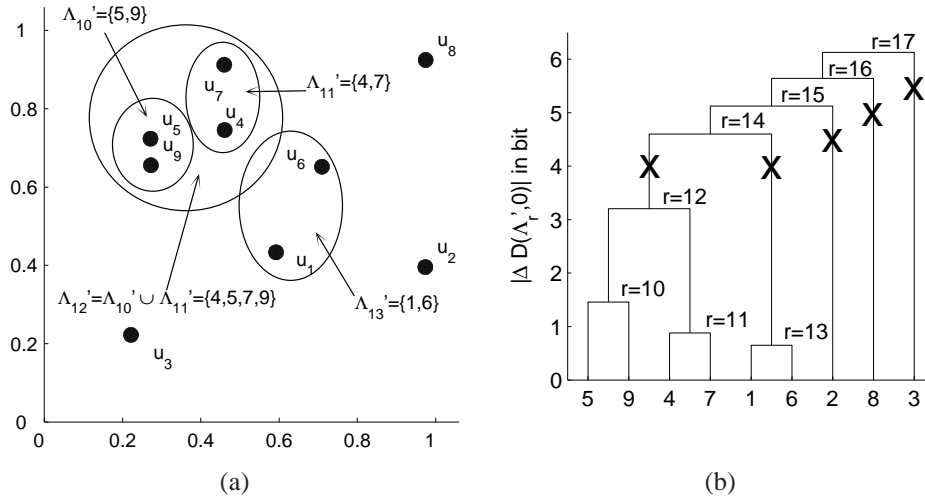 Λ10'={5,9}
1
u8
u7
Λ11'={4,7}
0.8
u5
u4
u9
u6
0.6
0.4
u1
u2
Λ12'=Λ10' ∪ Λ11'={4,5,7,9}
Λ13'={1,6}
0.2
u3
0
0 0.2 0.4 0.6 0.8 1
(a)
|Δ D(Λr',0)| in bit
6
5
4
3
2
1
0
r=17
r=16
r=15
r=14
X X X X X
r=12
r=10
r=11
r=13
5 9 4 7 1 6 2 8 3
(b)